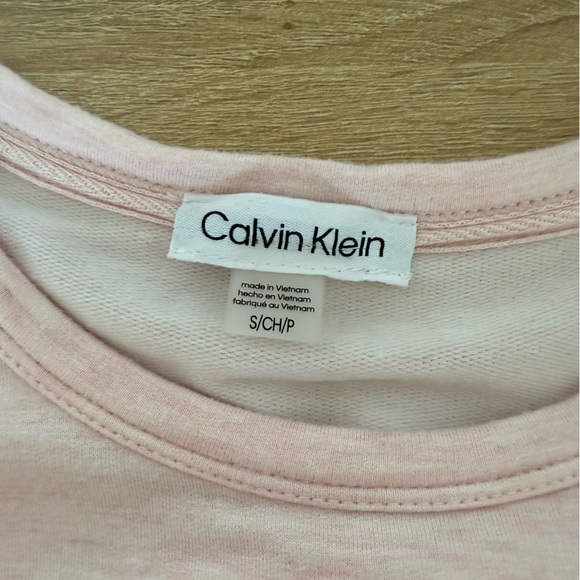 Calvin Klein
made in Vietnam
hecho en Vietnam
fabriqué au Vietnam
S/CH/P